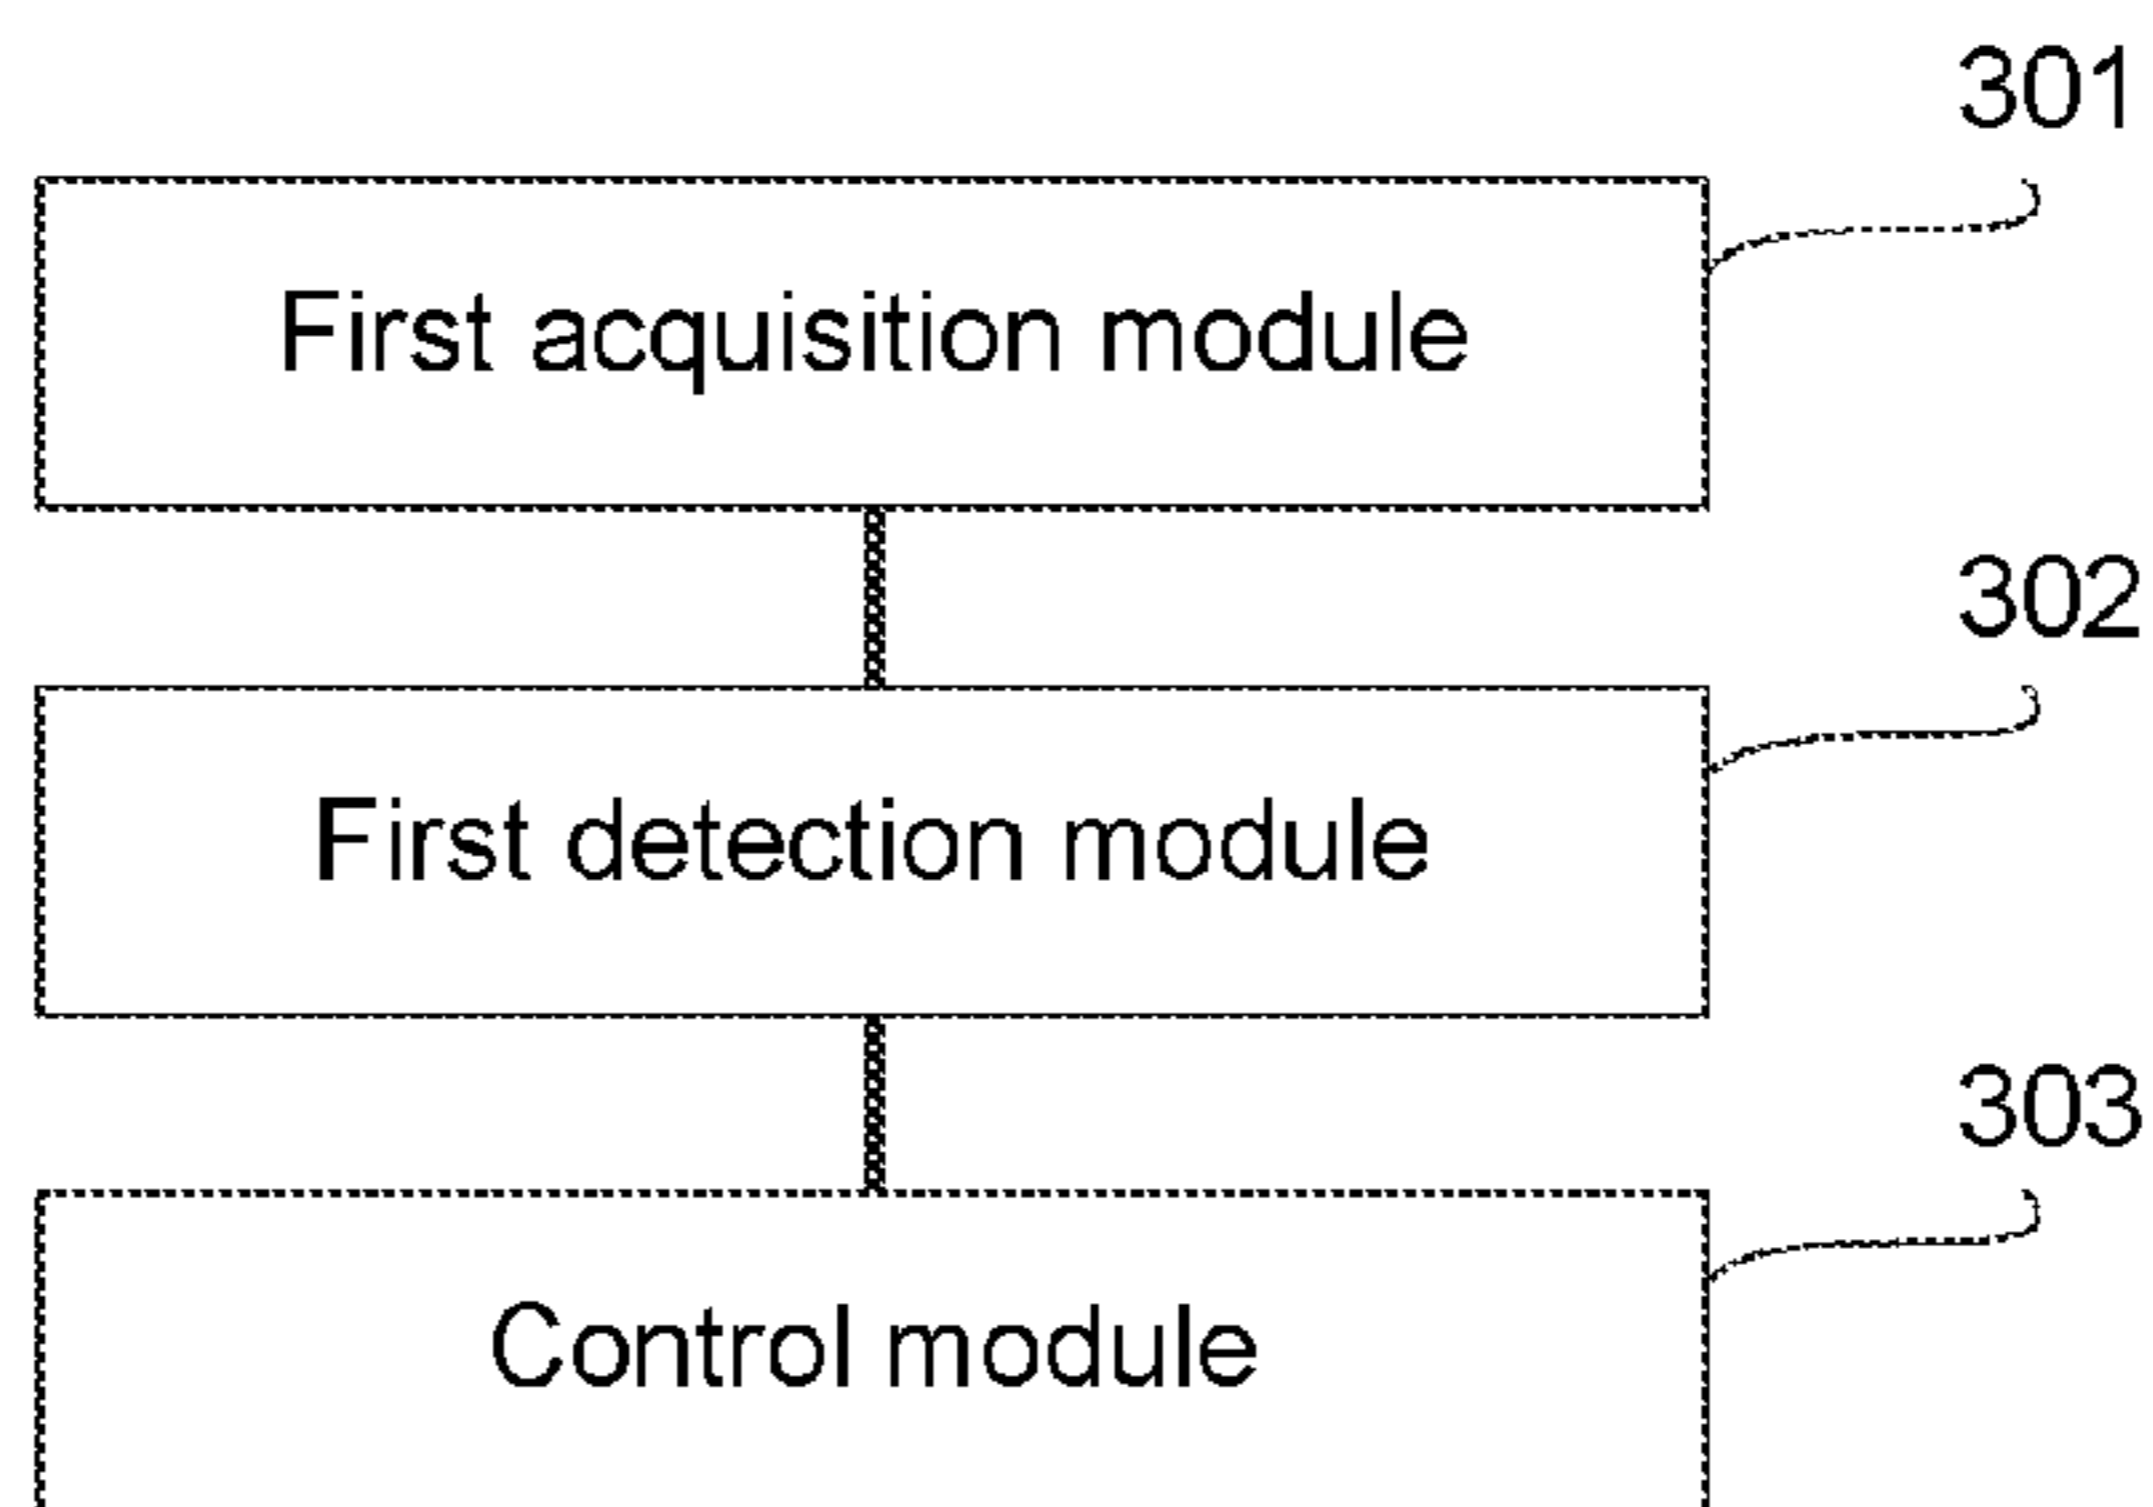 301
First acquisition module
302
First detection module
303
Control module